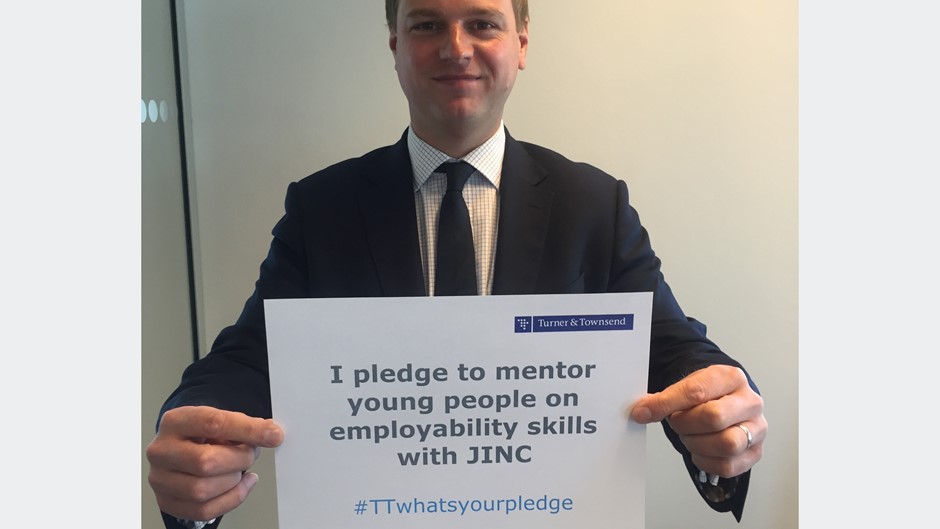 Turner & Townsend
I pledge to mentor
young people on
employability skills
with JINC
#TTwhatsyourpledge